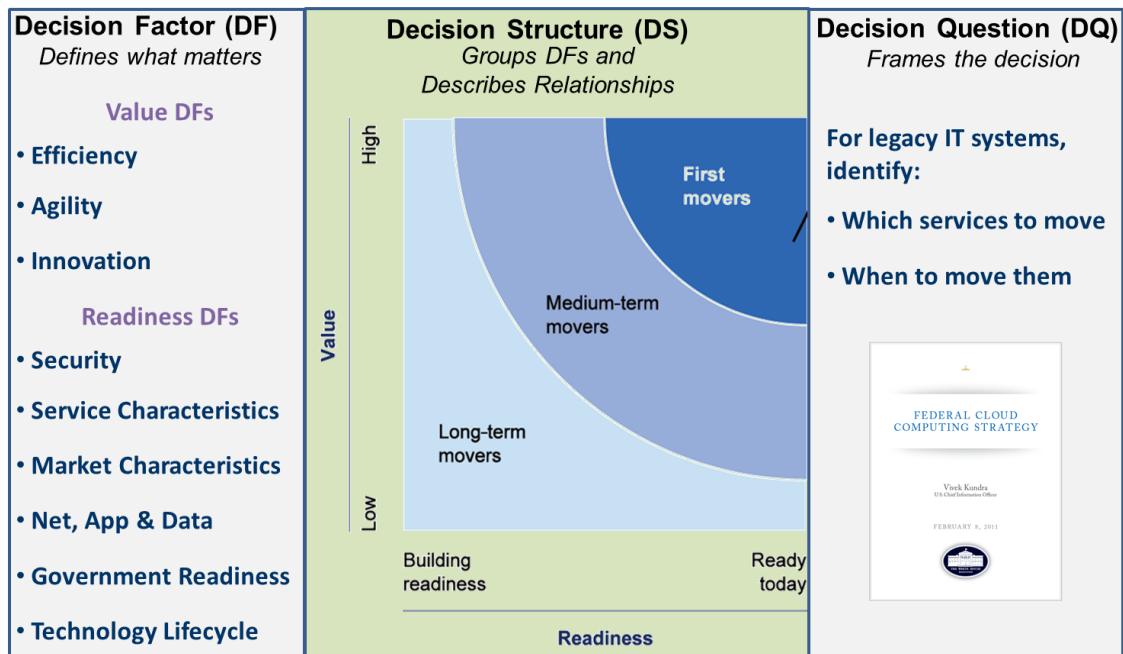 Decision Factor (DF)
Defines what matters
Value DFs
• Efficiency
• Agility
• Innovation
Readiness DFs
• Security
• Service Characteristics
• Market Characteristics
• Net, App & Data
• Government Readiness
• Technology Lifecycle
Decision Structure (DS)
Groups DFs and
Describes Relationships
High
Value
Low
First
movers
Medium-term
movers
Long-term
movers
Building
readiness
Ready
today
Readiness
Decision Question (DQ)
Frames the decision
For legacy IT systems,
identify:
• Which services to move
• When to move them
FEDERAL CLOUD
COMPUTING STRATEGY
Vivek Kundra
U.S. Chief Information Officer
FEBRUARY 8, 2011